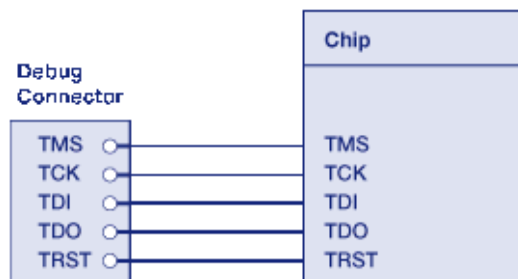 Chip
Debug
Connector
TMS
TCK
TDI
TDO
TRST
TMS
TCK
TDI
TDO
TRST